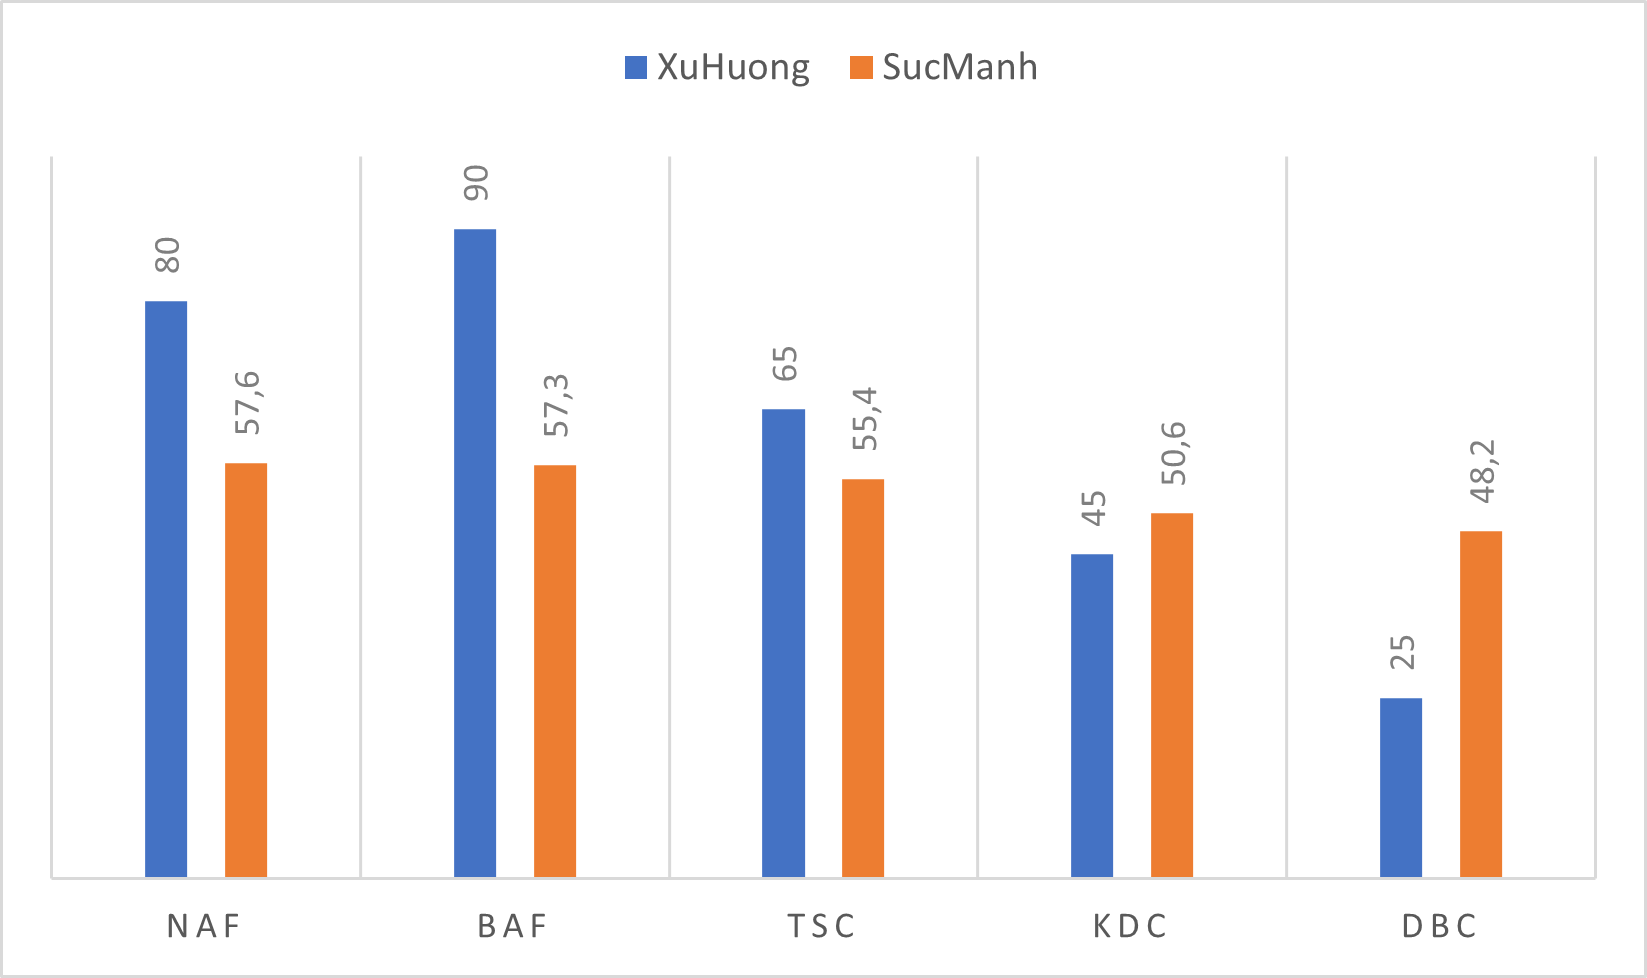 XuHuong SucManh
80 57,6 90 57,3 65 55,4 45 50,6 25 48,2
NAF BAF TSC KDC DBC